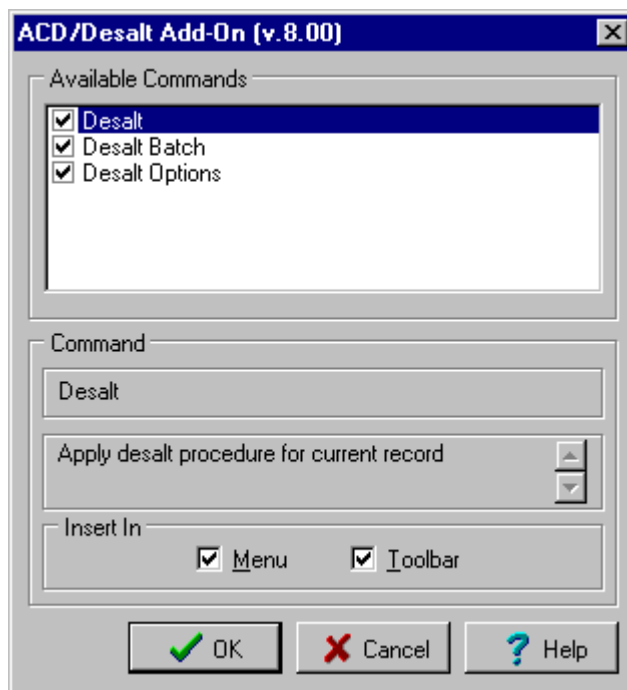 ACD/Desalt Add-On (v.8.00)
Available Commands
Desalt
Desalt Batch
Desalt Options
Command
Desalt
Apply desalt procedure for current record
Insert In
Menu Toolbar
OK Cancel ? Help